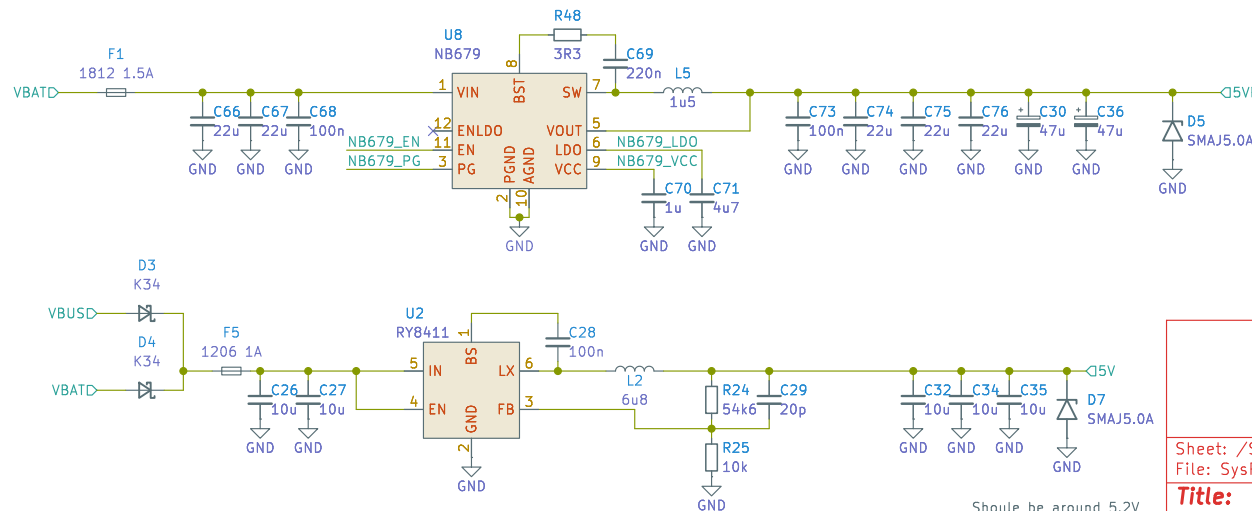 R48
3R3
U8
NB679
C69
220n
F1
1812 1.5A
L5
1u5
VBAT
8
1
VIN
BST
SW
7
C66
22u
C67
22u
C68
100n
C73
100n
C74
22u
C75
22u
C76
22u
C30
47u
C36
47u
D5
SMAJ5.0A
12
ENLDO
VOUT
5
NB679_EN
11
EN
LDO
6
NB679_LDO
NB679_PG
3
PG
VCC
9
NB679_VCC
PGND
AGND
2
10
C70
1u
C71
4u7
GND
GND
GND
GND
GND
GND
GND
GND
GND
GND
GND
GND
GND
D3
K34
VBUS
U2
RY8411
F5
1206 1A
D4
K34
VBAT
1
BS
C28
100n
5
IN
LX
6
L2
6u8
5V
4
EN
FB
3
GND
2
C26
10u
C27
10u
R24
54k6
C29
20p
R25
10k
C32
10u
C34
10u
C35
10u
D7
SMAJ5.0A
GND
GND
GND
GND
GND
GND
GND
GND
Shoule be around 5.2V
Sheet: /S
File: SysP
Title: